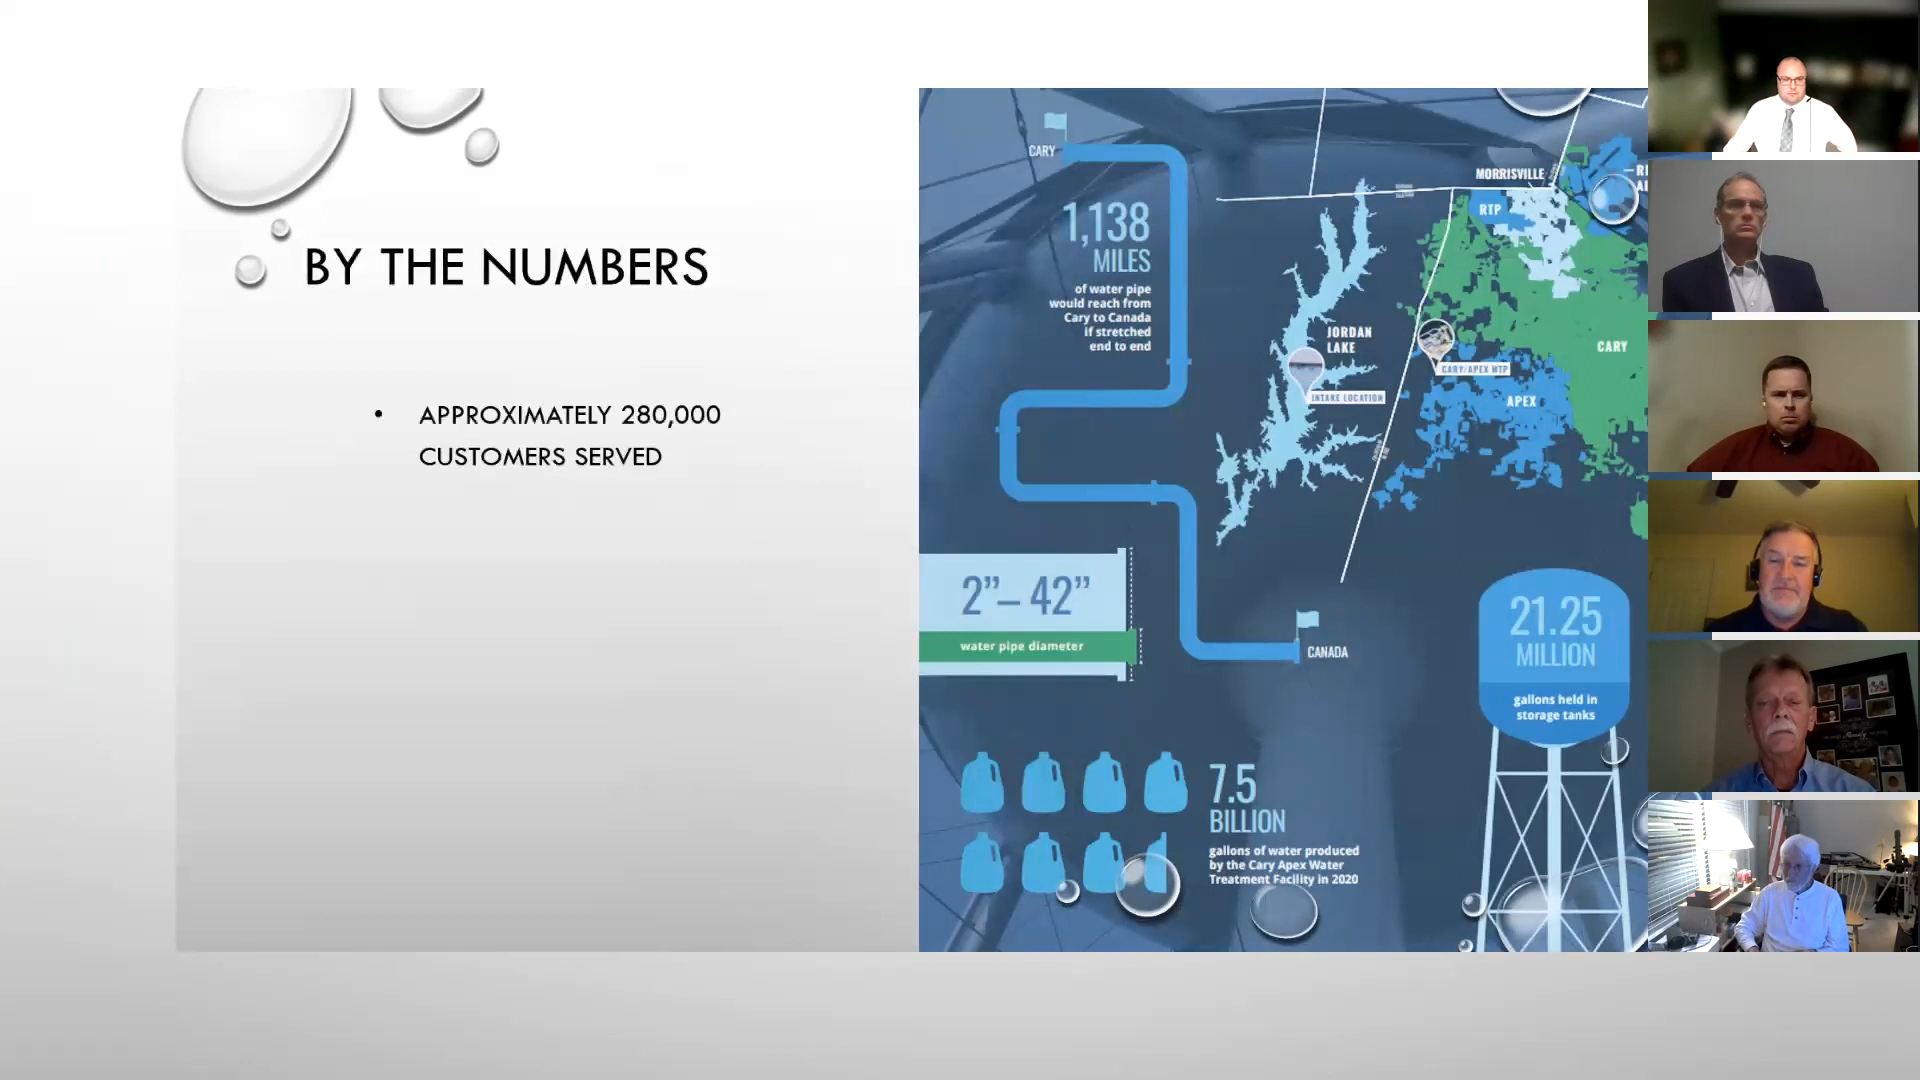 BY THE NUMBERS
• APPROXIMATELY 280,000
CUSTOMERS SERVED
CARY
1,138
MILES
of water pipe
would reach from
Cary to Canada
if stretched
end to end
MORRISVILLE
RTP
JORDAN
LAKE
CARY
CARY/APEX WTP
INTAKE LOCATION
APEX
2”– 42”
water pipe diameter
CANADA
21.25
MILLION
gallons held in
storage tanks
7.5
BILLION
gallons of water produced
by the Cary Apex Water
Treatment Facility in 2020